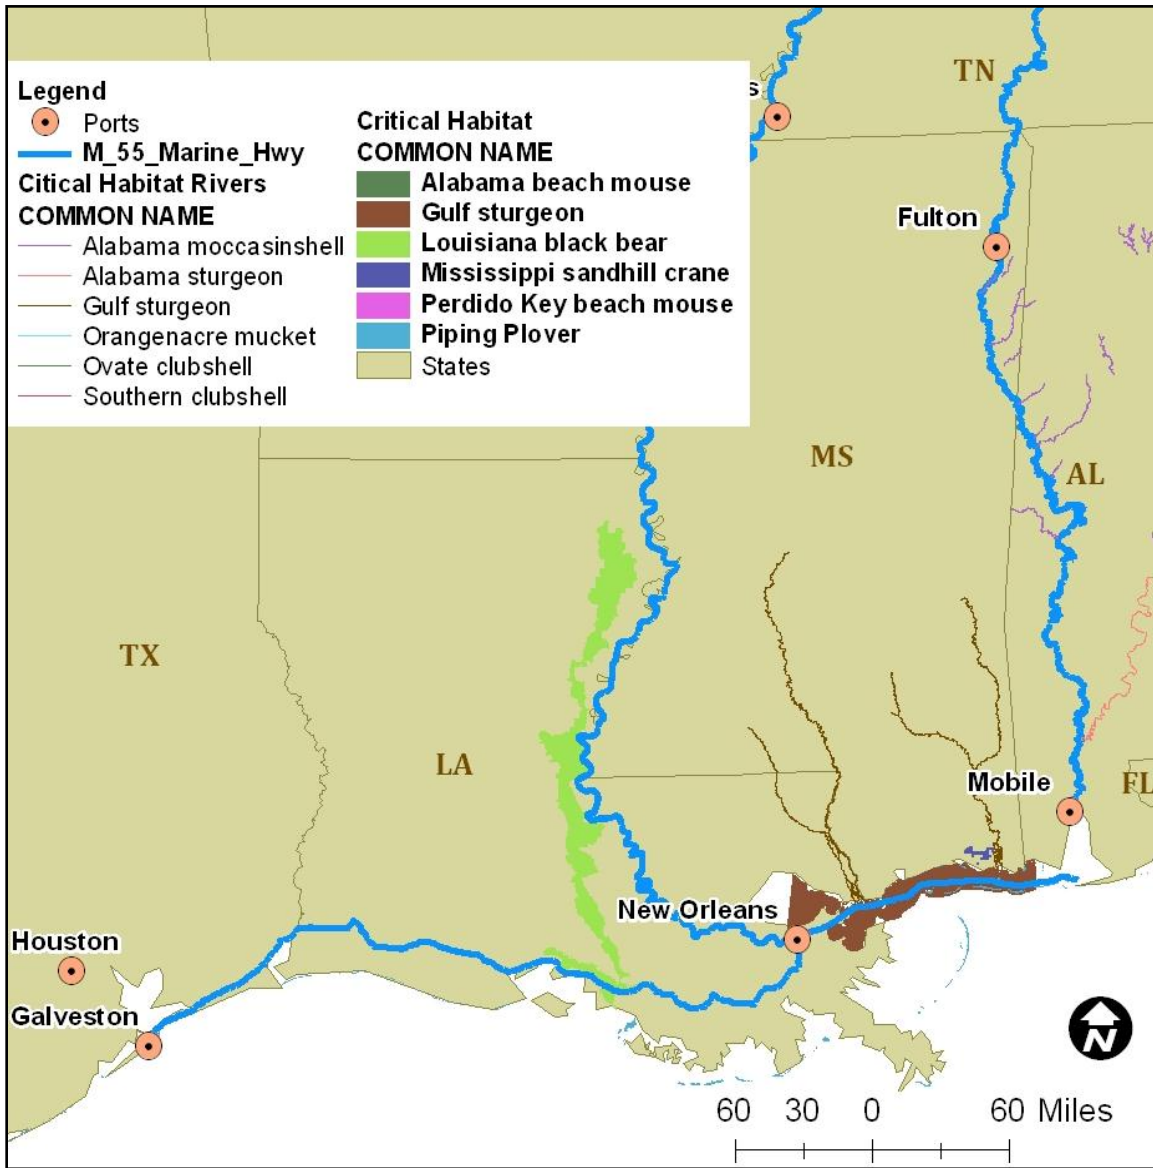 Legend
Ports
M_55_Marine_Hwy
Citical Habitat Rivers
COMMON NAME
Alabama moccasinshell
Alabama sturgeon
Gulf sturgeon
Orangenacre mucket
Ovate clubshell
Southern clubshell
Critical Habitat
COMMON NAME
Alabama beach mouse
Gulf sturgeon
Louisiana black bear
Mississippi sandhill crane
Perdido Key beach mouse
Piping Plover
States
TN
s
Fulton
MS
AL
TX
LA
Mobile
FL
New Orleans
Houston
Galveston
N
60 30 0 60 Miles